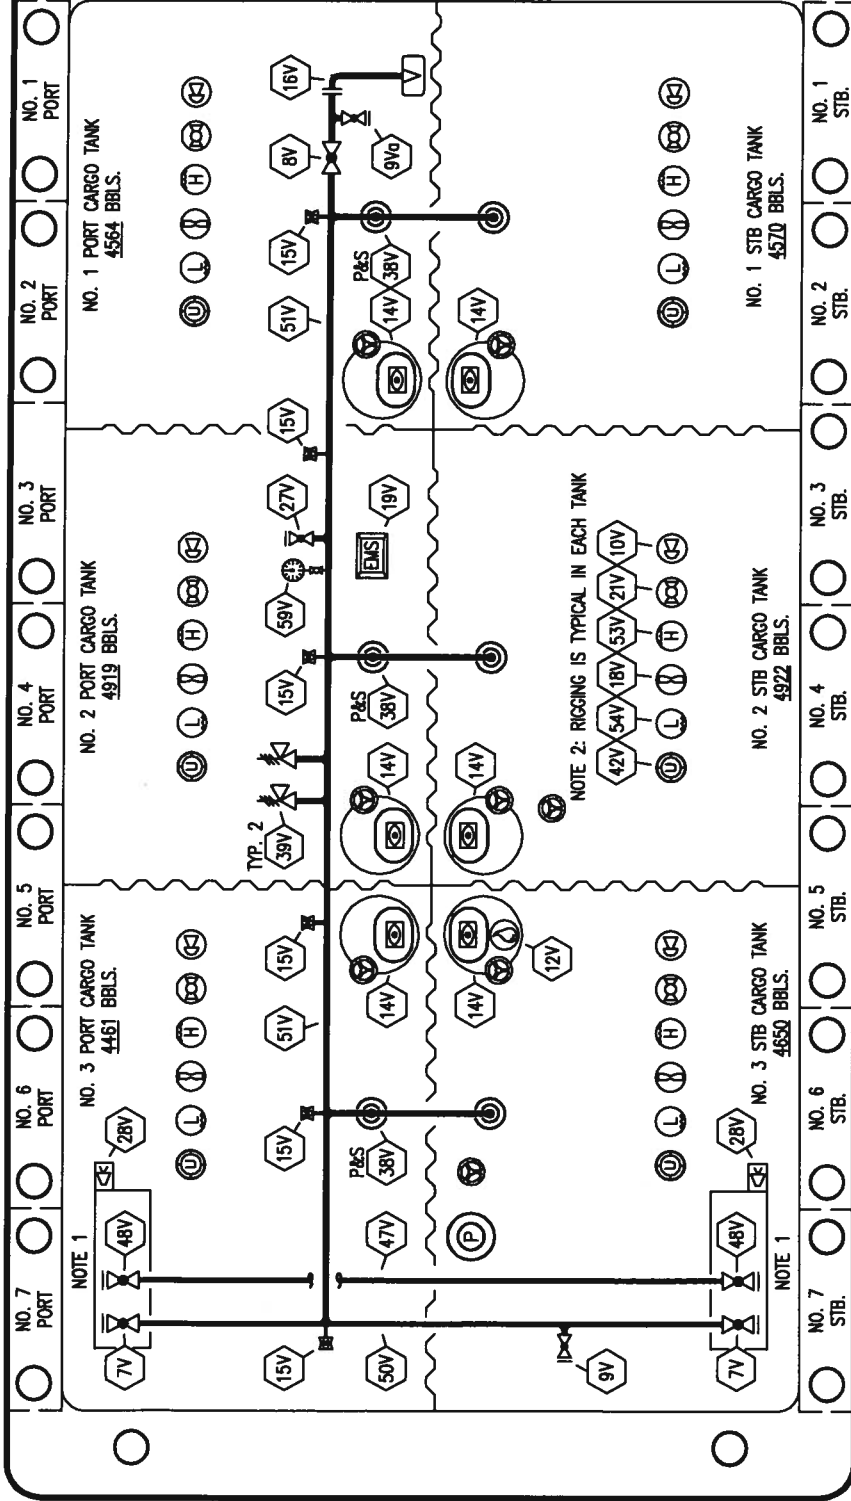 NO. 7
PORT
NO. 6
PORT
NO. 5
PORT
NO. 4
PORT
NO. 3
PORT
NO. 2
PORT
NO. 1
PORT
NOTE 1
NO. 3 PORT CARGO TANK
4461 BBLS.
NO. 2 PORT CARGO TANK
4919 BBLS.
NO. 1 PORT CARGO TANK
4564 BBLS.
7V
48V
28V
U
L
H
U
L
H
U
L
H
TYP. 2
39V
15V
15V
51V
15V
15V
59V
27V
15V
51V
15V
8V
16V
50V
47V
P&S
38V
14V
14V
P&S
38V
EMS
19V
14V
P&S
38V
9Va
V
P
14V
12V
14V
14V
9V
NOTE 2: RIGGING IS TYPICAL IN EACH TANK
42V
54V
18V
53V
21V
10V
U
L
H
U
L
H
U
L
H
7V
48V
28V
NOTE 1
NO. 3 STB CARGO TANK
4650 BBLS.
NO. 2 STB CARGO TANK
4922 BBLS.
NO. 1 STB CARGO TANK
4570 BBLS.
NO. 7
STB.
NO. 6
STB.
NO. 5
STB.
NO. 4
STB.
NO. 3
STB.
NO. 2
STB.
NO. 1
STB.